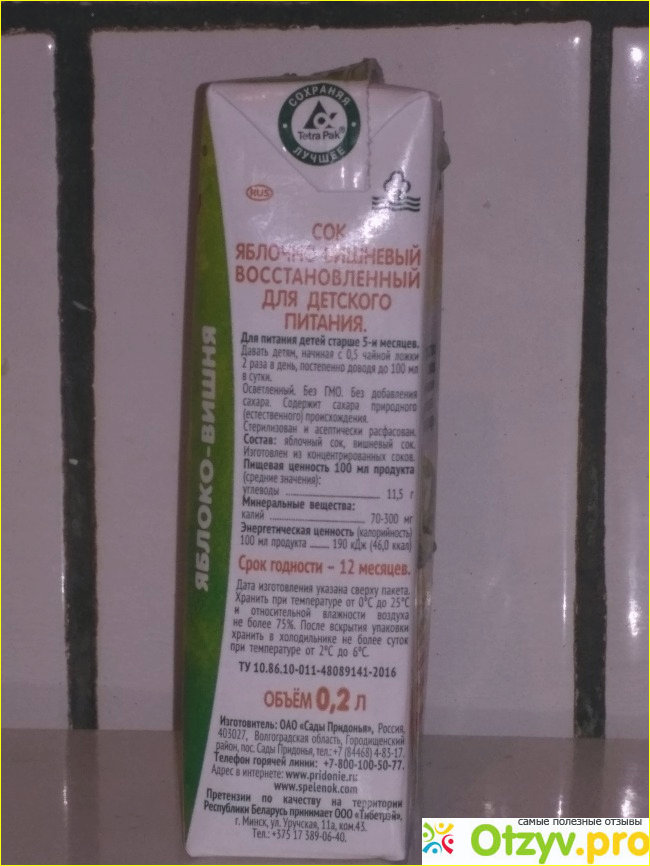 СОХРАНЯЯ
Tetra Pak®
ЛУЧШЕЕ
RUS
СОК
ЯБЛОЧНО-ВИШНЕВЫЙ
ВОССТАНОВЛЕННЫЙ
ДЛЯ ДЕТСКОГО
ПИТАНИЯ.
Для питания детей старше 5-и месяцев.
Давать детям, начиная с 0,5 чайной ложки
2 раза в день, постепенно доводя до 100 мл
в сутки.
Осветленный. Без ГМО. Без добавления
сахара. Содержит сахара природного
(естественного) происхождения.
Стерилизован и асептически расфасован.
Состав: яблочный сок, вишневый сок.
Изготовлен из концентрированных соков.
Пищевая ценность 100 мл продукта
(средние значения):
углеводы 11,5 г
Минеральные вещества:
калий 70-300 мг
Энергетическая ценность (калорийность)
100 мл продукта 190 кДж (46,0 ккал)
Срок годности – 12 месяцев.
Дата изготовления указана сверху пакета.
Хранить при температуре от 0°С до 25°С
и относительной влажности воздуха
не более 75%. После вскрытия упаковки
хранить в холодильнике не более суток
при температуре от 2°С до 6°С.
ТУ 10.86.10-011-48089141-2016
ОБЪЁМ 0,2 Л
Изготовитель: ОАО «Сады Придонья», Россия,
403027, Волгоградская область, Городищенский
район, пос. Сады Придонья, тел.: +7 (84468) 4-83-17.
Телефон горячей линии: +7-800-100-50-77.
Адрес в интернете: www.pridonie.ru
www.spelenok.com
Претензии по качеству на территории
Республики Беларусь принимает ООО «Тибетрэй»,
г. Минск, ул. Уручская, 11а, ком.43.
Тел.: +375 17 389-06-40.
ЯБЛОКО-ВИШНЯ
самые полезные отзывы
Otzyv.pro